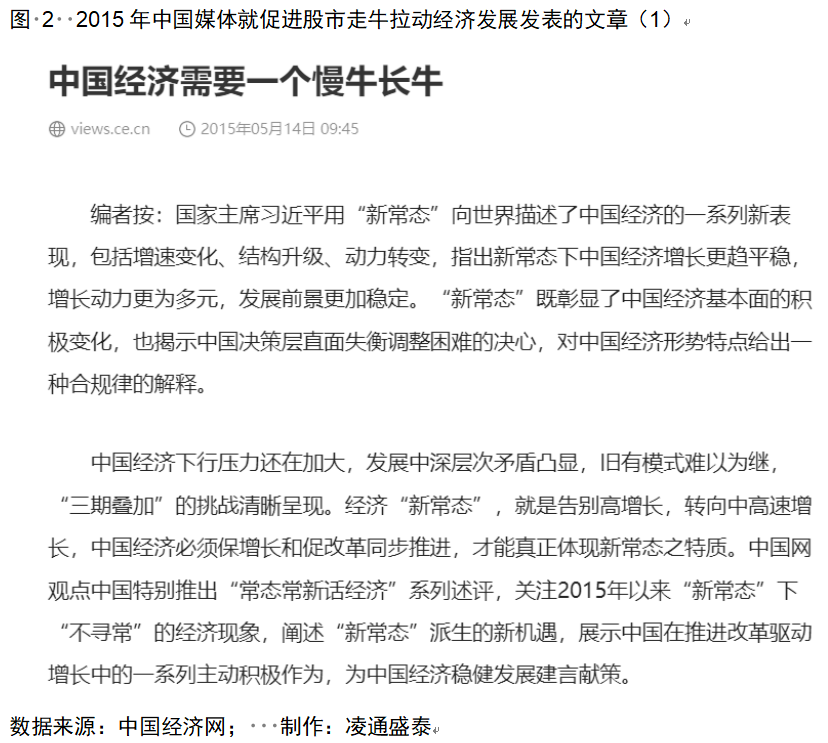 图 2  2015 年中国媒体就促进股市走牛拉动经济发展发表的文章（1）
中国经济需要一个慢牛长牛
views.ce.cn 2015年05月14日 09:45
编者按：国家主席习近平用“新常态”向世界描述了中国经济的一系列新表
现，包括增速变化、结构升级、动力转变，指出新常态下中国经济增长更趋平稳，
增长动力更为多元，发展前景更加稳定。“新常态”既彰显了中国经济基本面的积
极变化，也揭示中国决策层直面失衡调整困难的决心，对中国经济形势特点给出一
种合规律的解释。
中国经济下行压力还在加大，发展中深层次矛盾凸显，旧有模式难以为继，
“三期叠加”的挑战清晰呈现。经济“新常态”，就是告别高增长，转向中高速增
长，中国经济必须保增长和促改革同步推进，才能真正体现新常态之特质。中国网
观点中国特别推出“常态常新话经济”系列述评，关注2015年以来“新常态”下
“不寻常”的经济现象，阐述“新常态”派生的新机遇，展示中国在推进改革驱动
增长中的一系列主动积极作为，为中国经济稳健发展建言献策。
数据来源：中国经济网；   制作：凌通盛泰